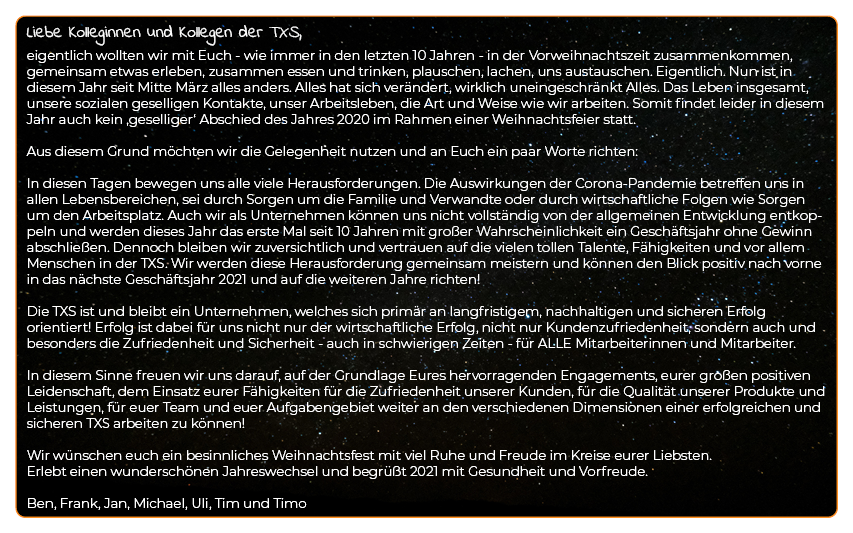 Liebe Kolleginnen und Kollegen der TXS,
eigentlich wollten wir mit Euch - wie immer in den letzten 10 Jahren - in der Vorweihnachtszeit zusammenkommen,
gemeinsam etwas erleben, zusammen essen und trinken, plauschen, lachen, uns austauschen. Eigentlich. Nun ist in
diesem Jahr seit Mitte März alles anders. Alles hat sich verändert, wirklich uneingeschränkt Alles. Das Leben insgesamt,
unsere sozialen geselligen Kontakte, unser Arbeitsleben, die Art und Weise wie wir arbeiten. Somit findet leider in diesem
Jahr auch kein ‚geselliger‘ Abschied des Jahres 2020 im Rahmen einer Weihnachtsfeier statt.
Aus diesem Grund möchten wir die Gelegenheit nutzen und an Euch ein paar Worte richten:
In diesen Tagen bewegen uns alle viele Herausforderungen. Die Auswirkungen der Corona-Pandemie betreffen uns in
allen Lebensbereichen, sei durch Sorgen um die Familie und Verwandte oder durch wirtschaftliche Folgen wie Sorgen
um den Arbeitsplatz. Auch wir als Unternehmen können uns nicht vollständig von der allgemeinen Entwicklung entkop-
peln und werden dieses Jahr das erste Mal seit 10 Jahren mit großer Wahrscheinlichkeit ein Geschäftsjahr ohne Gewinn
abschließen. Dennoch bleiben wir zuversichtlich und vertrauen auf die vielen tollen Talente, Fähigkeiten und vor allem
Menschen in der TXS. Wir werden diese Herausforderung gemeinsam meistern und können den Blick positiv nach vorne
in das nächste Geschäftsjahr 2021 und auf die weiteren Jahre richten!
Die TXS ist und bleibt ein Unternehmen, welches sich primär an langfristigem, nachhaltigen und sicheren Erfolg
orientiert! Erfolg ist dabei für uns nicht nur der wirtschaftliche Erfolg, nicht nur Kundenzufriedenheit, sondern auch und
besonders die Zufriedenheit und Sicherheit - auch in schwierigen Zeiten - für ALLE Mitarbeiterinnen und Mitarbeiter.
In diesem Sinne freuen wir uns darauf, auf der Grundlage Eures hervorragenden Engagements, eurer großen positiven
Leidenschaft, dem Einsatz eurer Fähigkeiten für die Zufriedenheit unserer Kunden, für die Qualität unserer Produkte und
Leistungen, für euer Team und euer Aufgabengebiet weiter an den verschiedenen Dimensionen einer erfolgreichen und
sicheren TXS arbeiten zu können!
Wir wünschen euch ein besinnliches Weihnachtsfest mit viel Ruhe und Freude im Kreise eurer Liebsten.
Erlebt einen wunderschönen Jahreswechsel und begrüßt 2021 mit Gesundheit und Vorfreude.
Ben, Frank, Jan, Michael, Uli, Tim und Timo